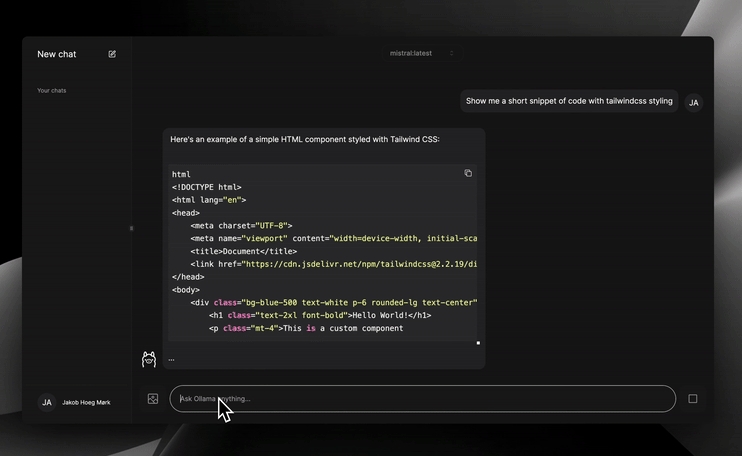 New chat
Your chats
mistral:latest
Show me a short snippet of code with tailwindcss styling
JA
Here's an example of a simple HTML component styled with Tailwind CSS:
html
<!DOCTYPE html>
<html lang="en">
<head>
<meta charset="UTF-8">
<meta name="viewport" content="width=device-width, initial-sca
<title>Document</title>
<link href="https://cdn.jsdelivr.net/npm/tailwindcss@2.2.19/di
</head>
<body>
<div class="bg-blue-500 text-white p-6 rounded-lg text-center"
<h1 class="text-2xl font-bold">Hello World!</h1>
<p class="mt-4">This is a custom component
...
JA
Jakob Hoeg Mørk
Ask Ollama anything...